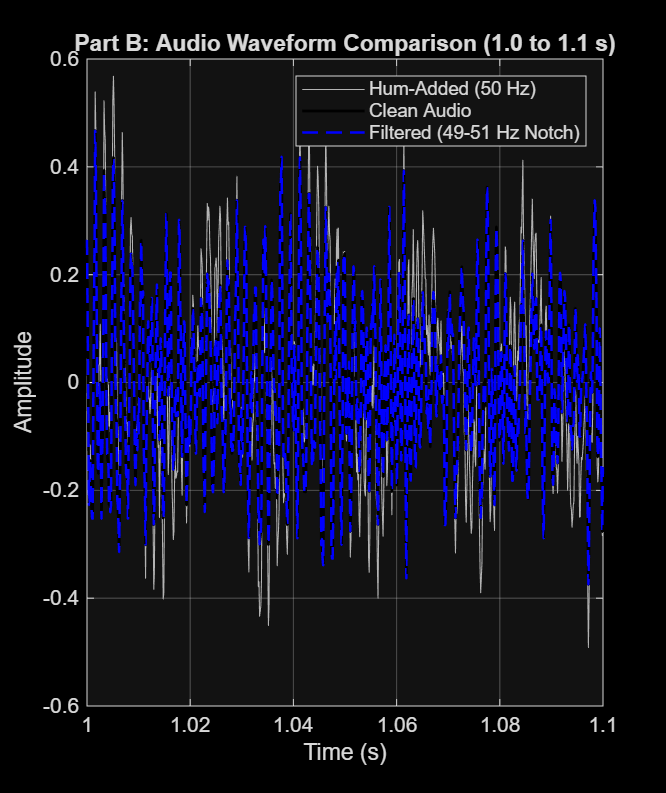 Part B: Audio Waveform Comparison (1.0 to 1.1 s)
Hum-Added (50 Hz)
Clean Audio
Filtered (49-51 Hz Notch)
Amplitude
0.6
0.4
0.2
0
-0.2
-0.4
-0.6
1 1.02 1.04 1.06 1.08 1.1
Time (s)